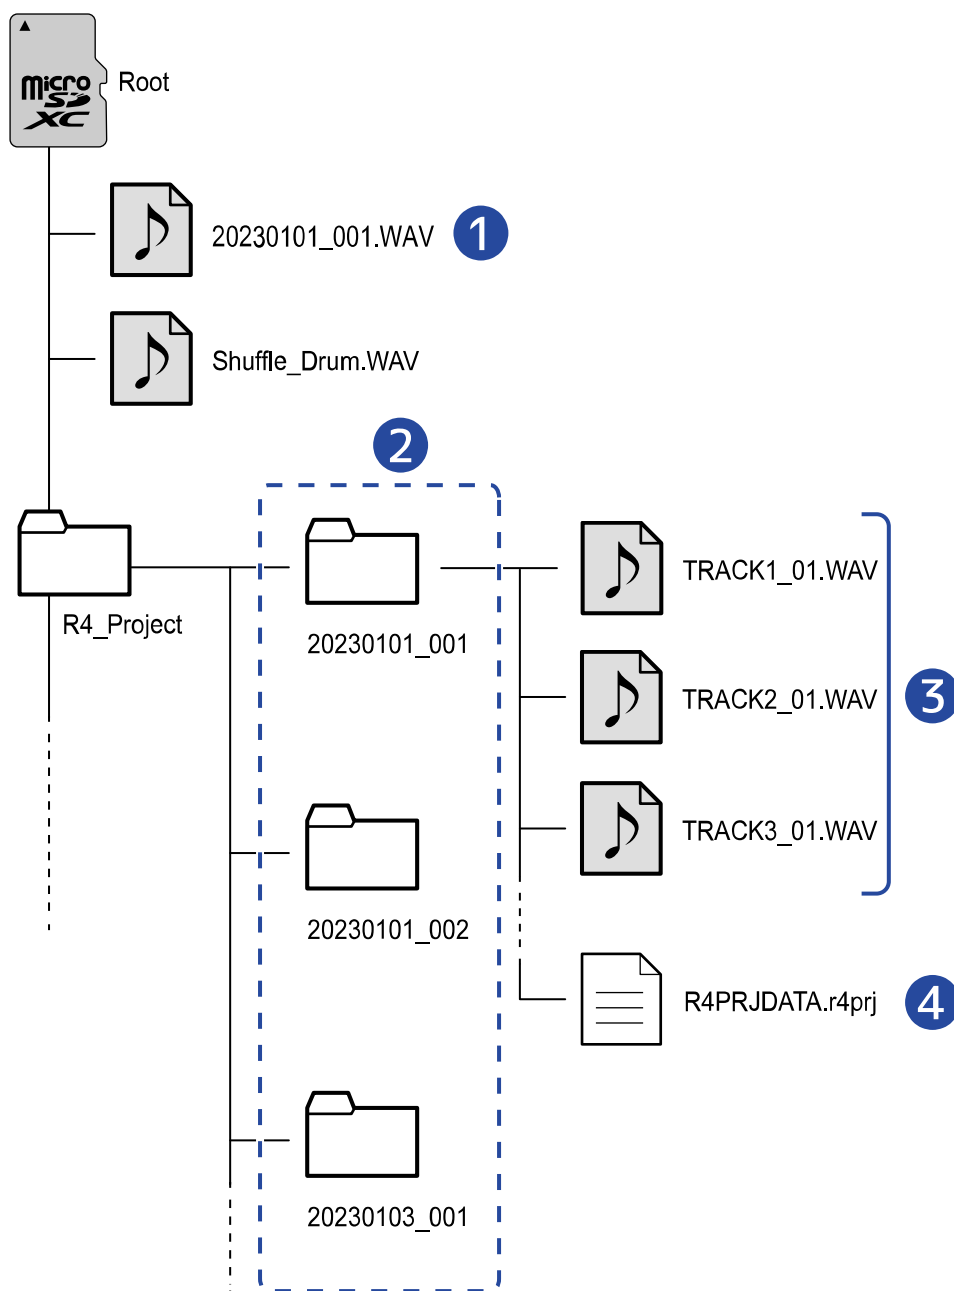 micro
SD
XC
Root
20230101_001.WAV
1
Shuffle_Drum.WAV
2
R4_Project
20230101_001
TRACK1_01.WAV
TRACK2_01.WAV
3
TRACK3_01.WAV
20230101_002
R4PRJDATA.r4prj
4
20230103_001